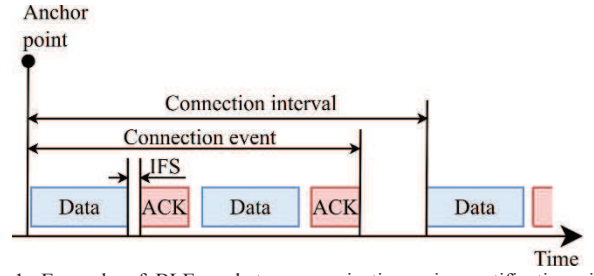 Anchor
point
Connection interval
Connection event
IFS
Data ACK Data ACK Data
Time